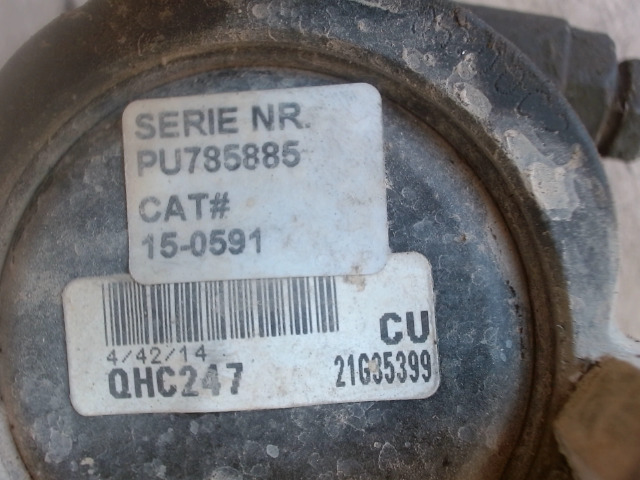 SERIE NR.
PU785885
CAT#
15-0591
4/42/14
CU
QHC247
21G35399